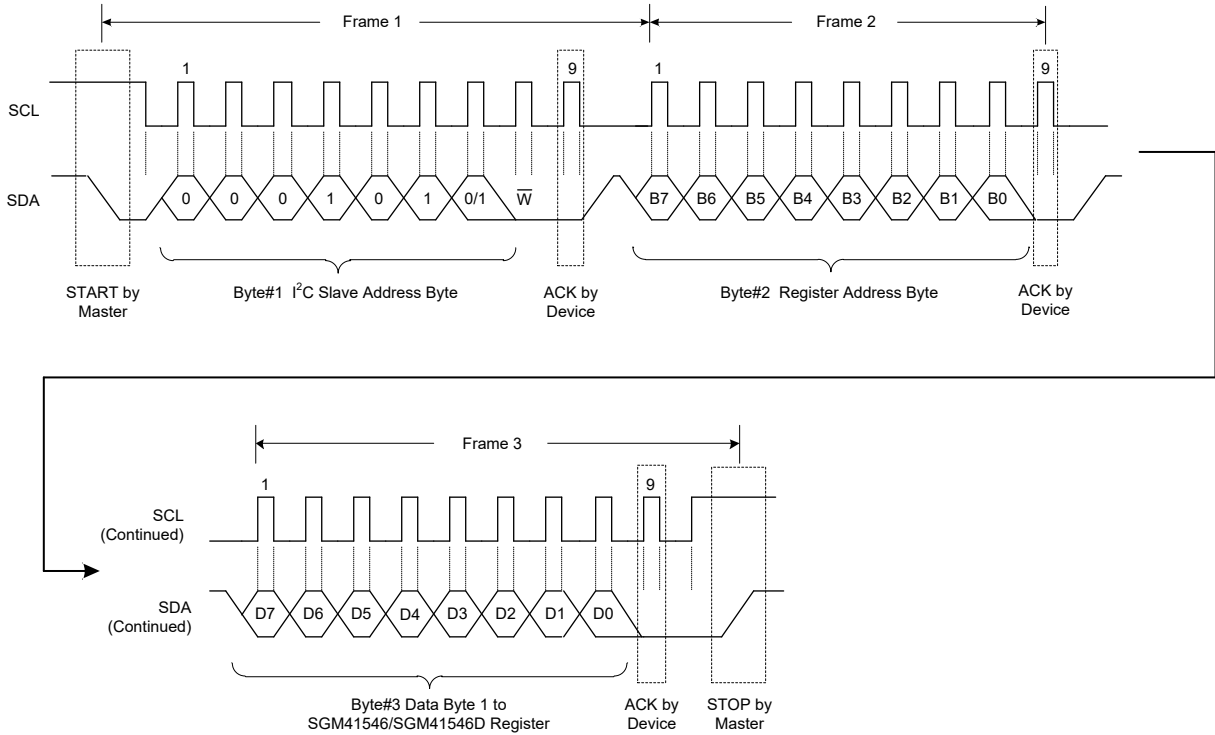 Frame 1 Frame 2
1 9 1 9
SCL
SDA
0 0 0 1 0 1 0/1 W̅ B7 B6 B5 B4 B3 B2 B1 B0
START by
Master
Byte#1 I²C Slave Address Byte
ACK by
Device
Byte#2 Register Address Byte
ACK by
Device
Frame 3
1 9
SCL
(Continued)
SDA
(Continued)
D7 D6 D5 D4 D3 D2 D1 D0
Byte#3 Data Byte 1 to
SGM41546/SGM41546D Register
ACK by
Device
STOP by
Master